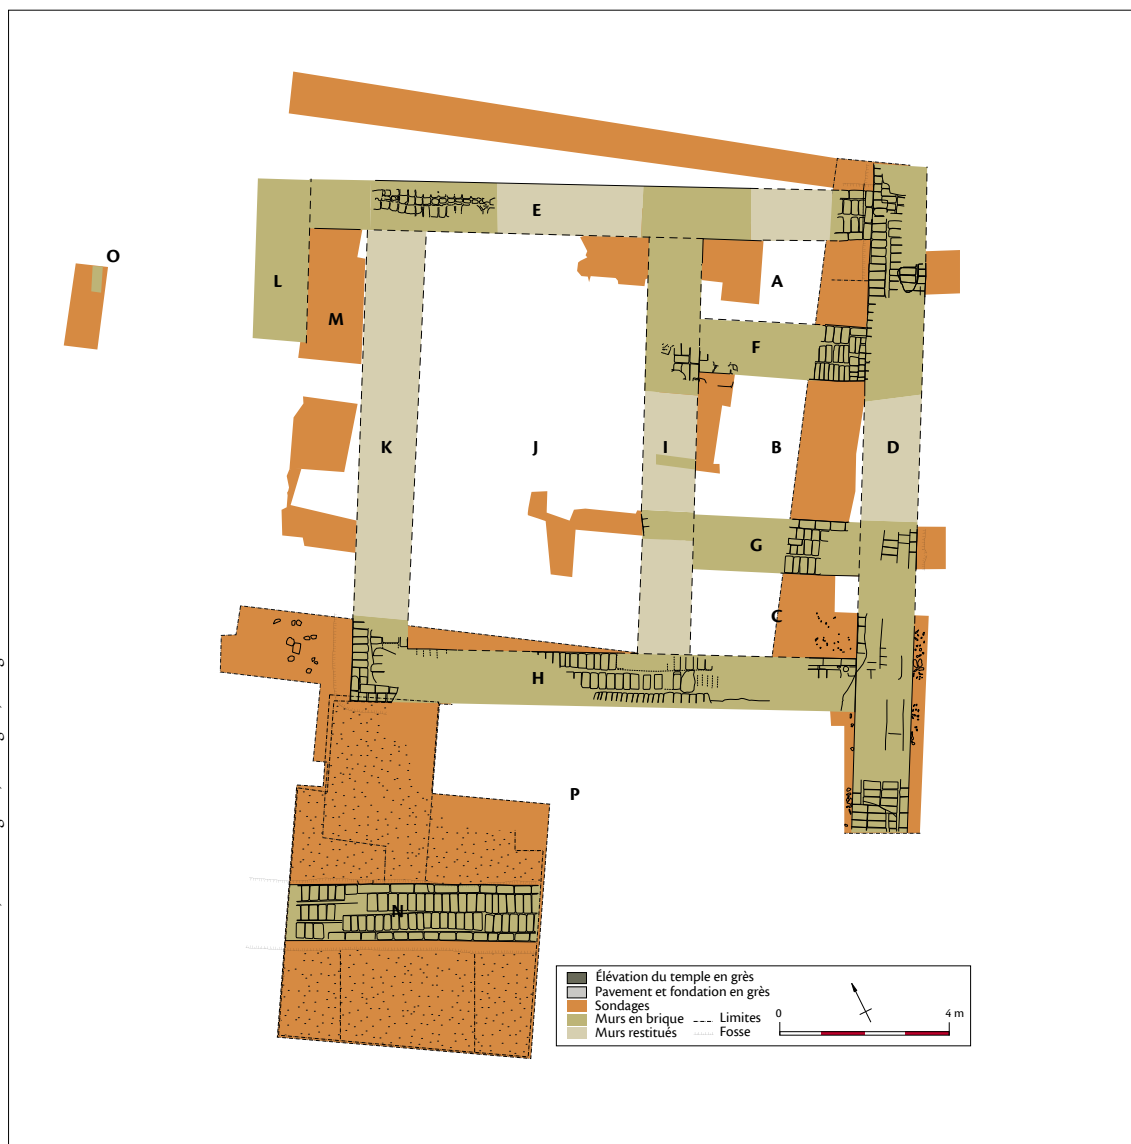 O
E
A
L
M
F
K
J
I
B
D
G
C
H
P
N
Élévation du temple en grès
Pavement et fondation en grès
Sondages
Murs en brique
Limites
Murs restitués
Fosse
0
4 m